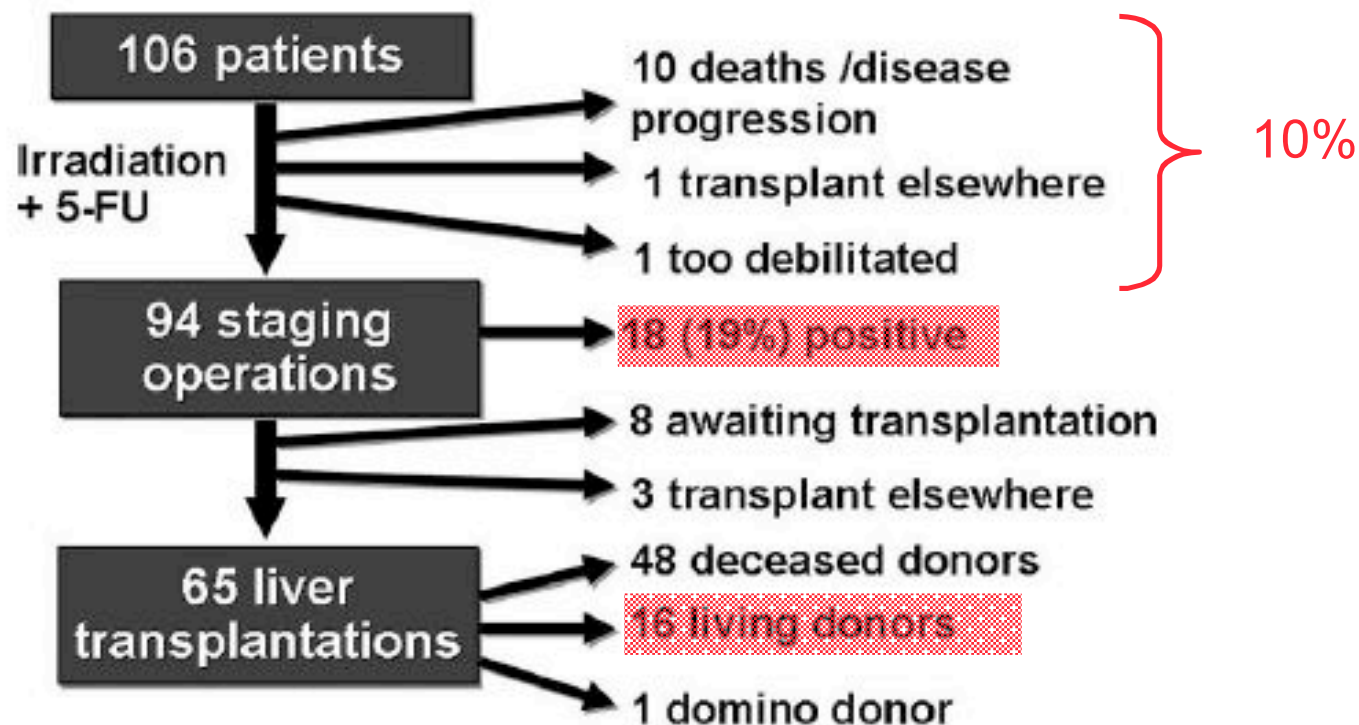 106 patients
10 deaths /disease
progression
10%
Irradiation
+ 5-FU
1 transplant elsewhere
1 too debilitated
94 staging
operations
18 (19%) positive
8 awaiting transplantation
3 transplant elsewhere
65 liver
transplantations
48 deceased donors
16 living donors
1 domino donor